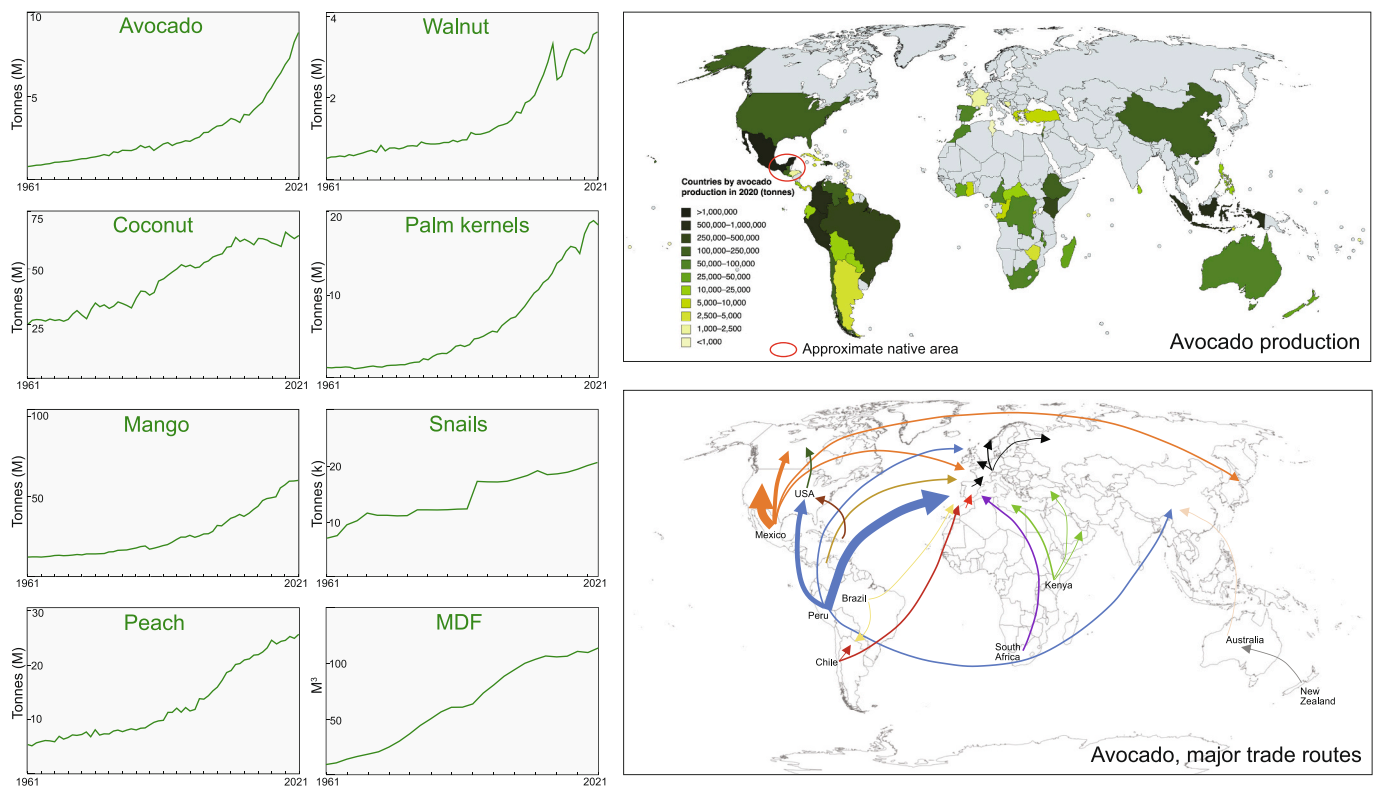 Avocado
10
5
Tonnes (M)
1961
2021
Walnut
4
2
Tonnes (M)
1961
2021
Coconut
75
50
25
Tonnes (M)
1961
2021
Palm kernels
20
10
Tonnes (M)
1961
2021
Mango
100
50
Tonnes (M)
1961
2021
Snails
20
10
Tonnes (k)
1961
2021
Peach
30
20
10
Tonnes (M)
1961
2021
MDF
100
50
M³
1961
2021
Countries by avocado
production in 2020 (tonnes)
>1,000,000
500,000–1,000,000
250,000–500,000
100,000–250,000
50,000–100,000
25,000–50,000
10,000–25,000
5,000–10,000
2,500–5,000
1,000–2,500
<1,000
Approximate native area
Avocado production
USA
Mexico
Brazil
Peru
Chile
Kenya
South
Africa
Australia
New
Zealand
Avocado, major trade routes